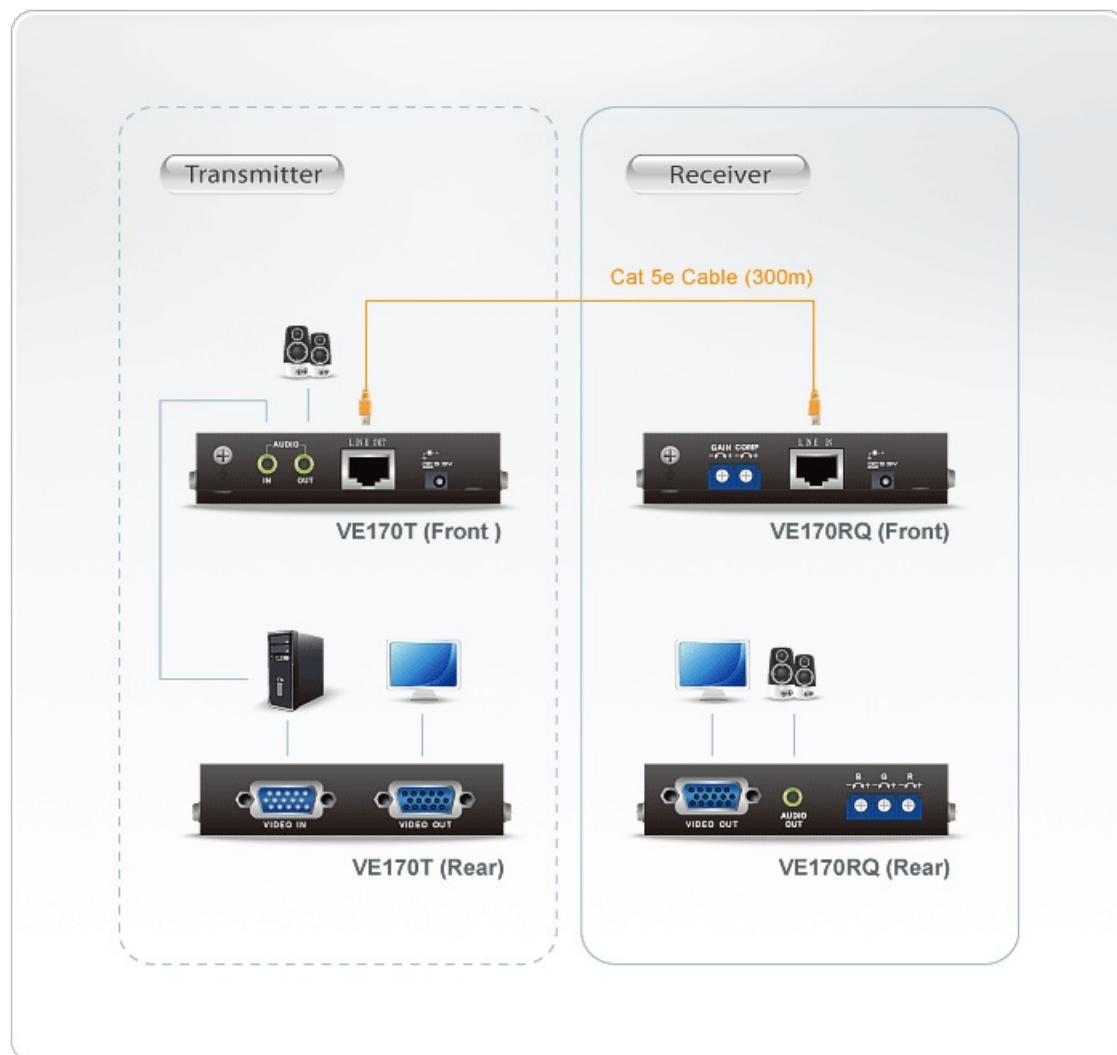 Transmitter
Receiver
Cat 5e Cable (300m)
AUDIO
IN OUT
LINE OUT
VE170T (Front )
GAIN COMP
- +- +
LINE IN
VE170RQ (Front)
VIDEO IN
VIDEO OUT
VE170T (Rear)
VIDEO OUT
AUDIO
OUT
B G R
- +- +- +
VE170RQ (Rear)